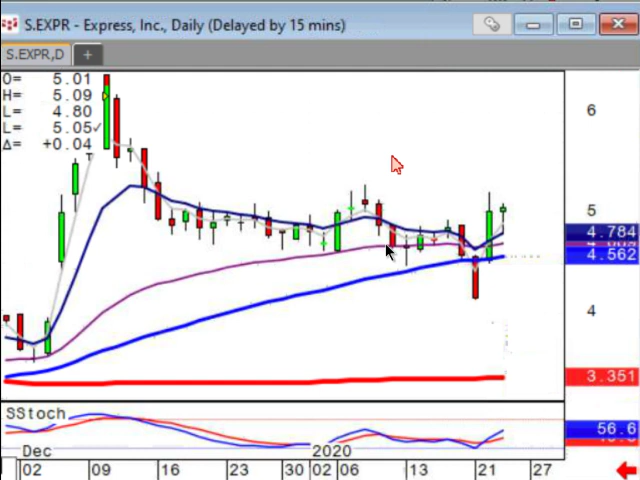 S.EXPR - Express, Inc., Daily (Delayed by 15 mins)
S.EXPR,D
O= 5.01
H= 5.09
L= 4.80
L= 5.05✓
Δ= +0.04
6
5
4.784
4.562
4
3.351
SStoch
56.6
Dec 2020
02 09 16 23 30 02 06 13 21 27